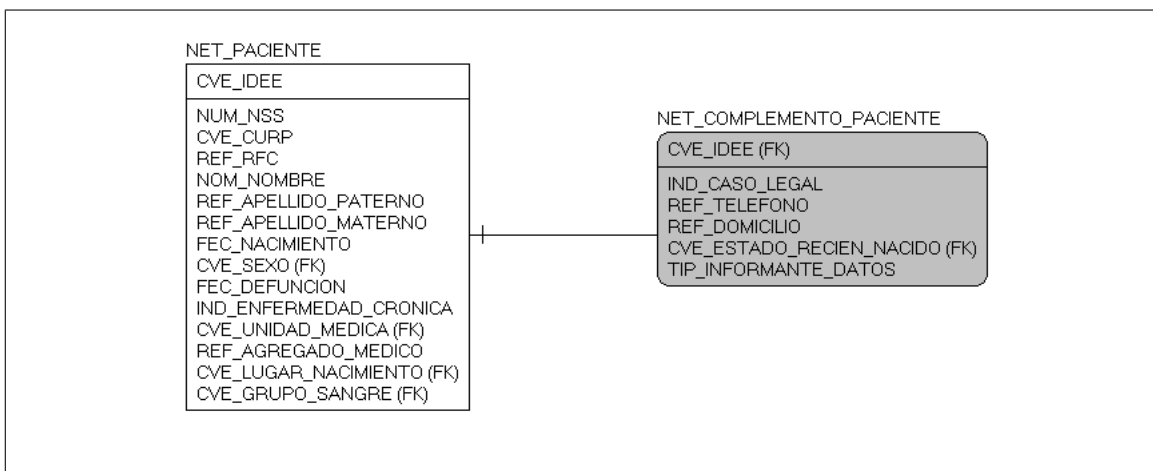 NET_PACIENTE
CVE_IDEE
NUM_NSS
CVE_CURP
REF_RFC
NOM_NOMBRE
REF_APELLIDO_PATERNO
REF_APELLIDO_MATERNO
FEC_NACIMIENTO
CVE_SEXO (FK)
FEC_DEFUNCION
IND_ENFERMEDAD_CRONICA
CVE_UNIDAD_MEDICA (FK)
REF_AGREGADO_MEDICO
CVE_LUGAR_NACIMIENTO (FK)
CVE_GRUPO_SANGRE (FK)
NET_COMPLEMENTO_PACIENTE
CVE_IDEE (FK)
IND_CASO_LEGAL
REF_TELEFONO
REF_DOMICILIO
CVE_ESTADO_RECIEN_NACIDO (FK)
TIP_INFORMANTE_DATOS